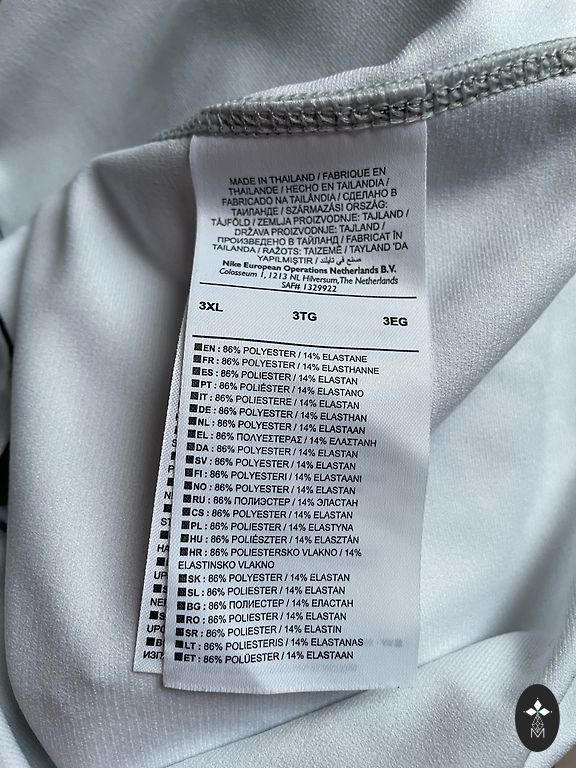 MADE IN THAILAND / FABRIQUE EN
THAILANDE / HECHO EN TAILANDIA /
FABRICADO NA TAILÂNDIA / СДЕЛАНО В
ТАИЛАНДЕ / SZÁRMAZÁSI ORSZÁG:
TÁJFÖLD / ZEMLJA PROIZVODNJE: TAJLAND /
DRŽAVA PROIZVODNJE: TAJLAND /
ПРОИЗВЕДЕНО В ТАЙЛАНД / FABRICAT ÎN
TAILANDA / RAŽOTS: TAIZEMĒ / TAYLAND 'DA
YAPILMIŞTIR / صنع في تايلند
Nike European Operations Netherlands B.V.
Colosseum 1, 1213 NL Hilversum, The Netherlands
SAF# 1329922
3XL 3TG 3EG
EN : 86% POLYESTER / 14% ELASTANE
FR : 86% POLYESTER / 14% ELASTHANNE
ES : 86% POLIESTER / 14% ELASTAN
PT : 86% POLIÉSTER / 14% ELASTANO
IT : 86% POLIESTERE / 14% ELASTAN
DE : 86% POLYESTER / 14% ELASTHAN
NL : 86% POLYESTER / 14% ELASTAAN
EL : 86% ΠΟΛΥΕΣΤΕΡΑΣ / 14% ΕΛΑΣΤΑΝΗ
DA : 86% POLYESTER / 14% ELASTAN
SV : 86% POLYESTER / 14% ELASTAN
FI : 86% POLYESTERI / 14% ELASTAANI
NO : 86% POLYESTER / 14% ELASTAN
RU : 86% ПОЛИЭСТЕР / 14% ЭЛАСТАН
CS : 86% POLYESTER / 14% ELASTAN
PL : 86% POLIESTER / 14% ELASTYNA
HU : 86% POLIÉSZTER / 14% ELASZTÁN
HR : 86% POLIESTERSKO VLAKNO / 14%
ELASTINSKO VLAKNO
SK : 86% POLYESTER / 14% ELASTAN
SL : 86% POLIESTER / 14% ELASTAN
BG : 86% ПОЛИЕСТЕР / 14% ЕЛАСТАН
RO : 86% POLIESTER / 14% ELASTAN
SR : 86% POLIESTER / 14% ELASTIN
LT : 86% POLIESTERIS / 14% ELASTANAS
ET : 86% POLÜESTER / 14% ELASTAAN